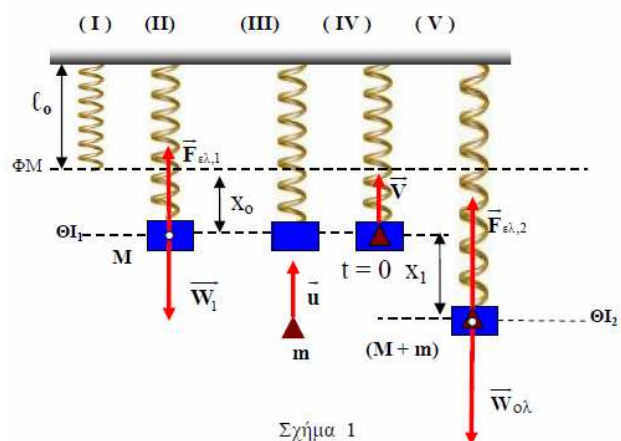 ( I ) (II) (III) ( IV ) ( V )
ℓo
ΦΜ
F⃗ελ,1
xo
V⃗
F⃗ελ,2
ΘΙ1
M
t = 0 x1
W⃗1
u⃗
m
(M + m)
ΘΙ2
W⃗ολ
Σχήμα 1